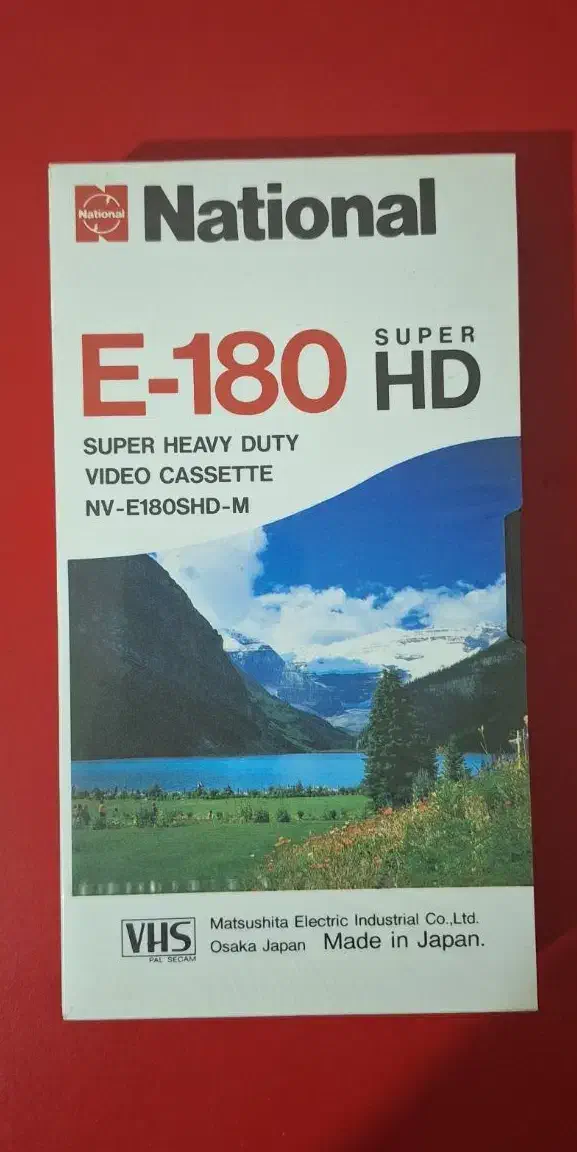 National
National
E-180 SUPER HD
SUPER HEAVY DUTY
VIDEO CASSETTE
NV-E180SHD-M
VHS
PAL SECAM
Matsushita Electric Industrial Co.,Ltd.
Osaka Japan Made in Japan.